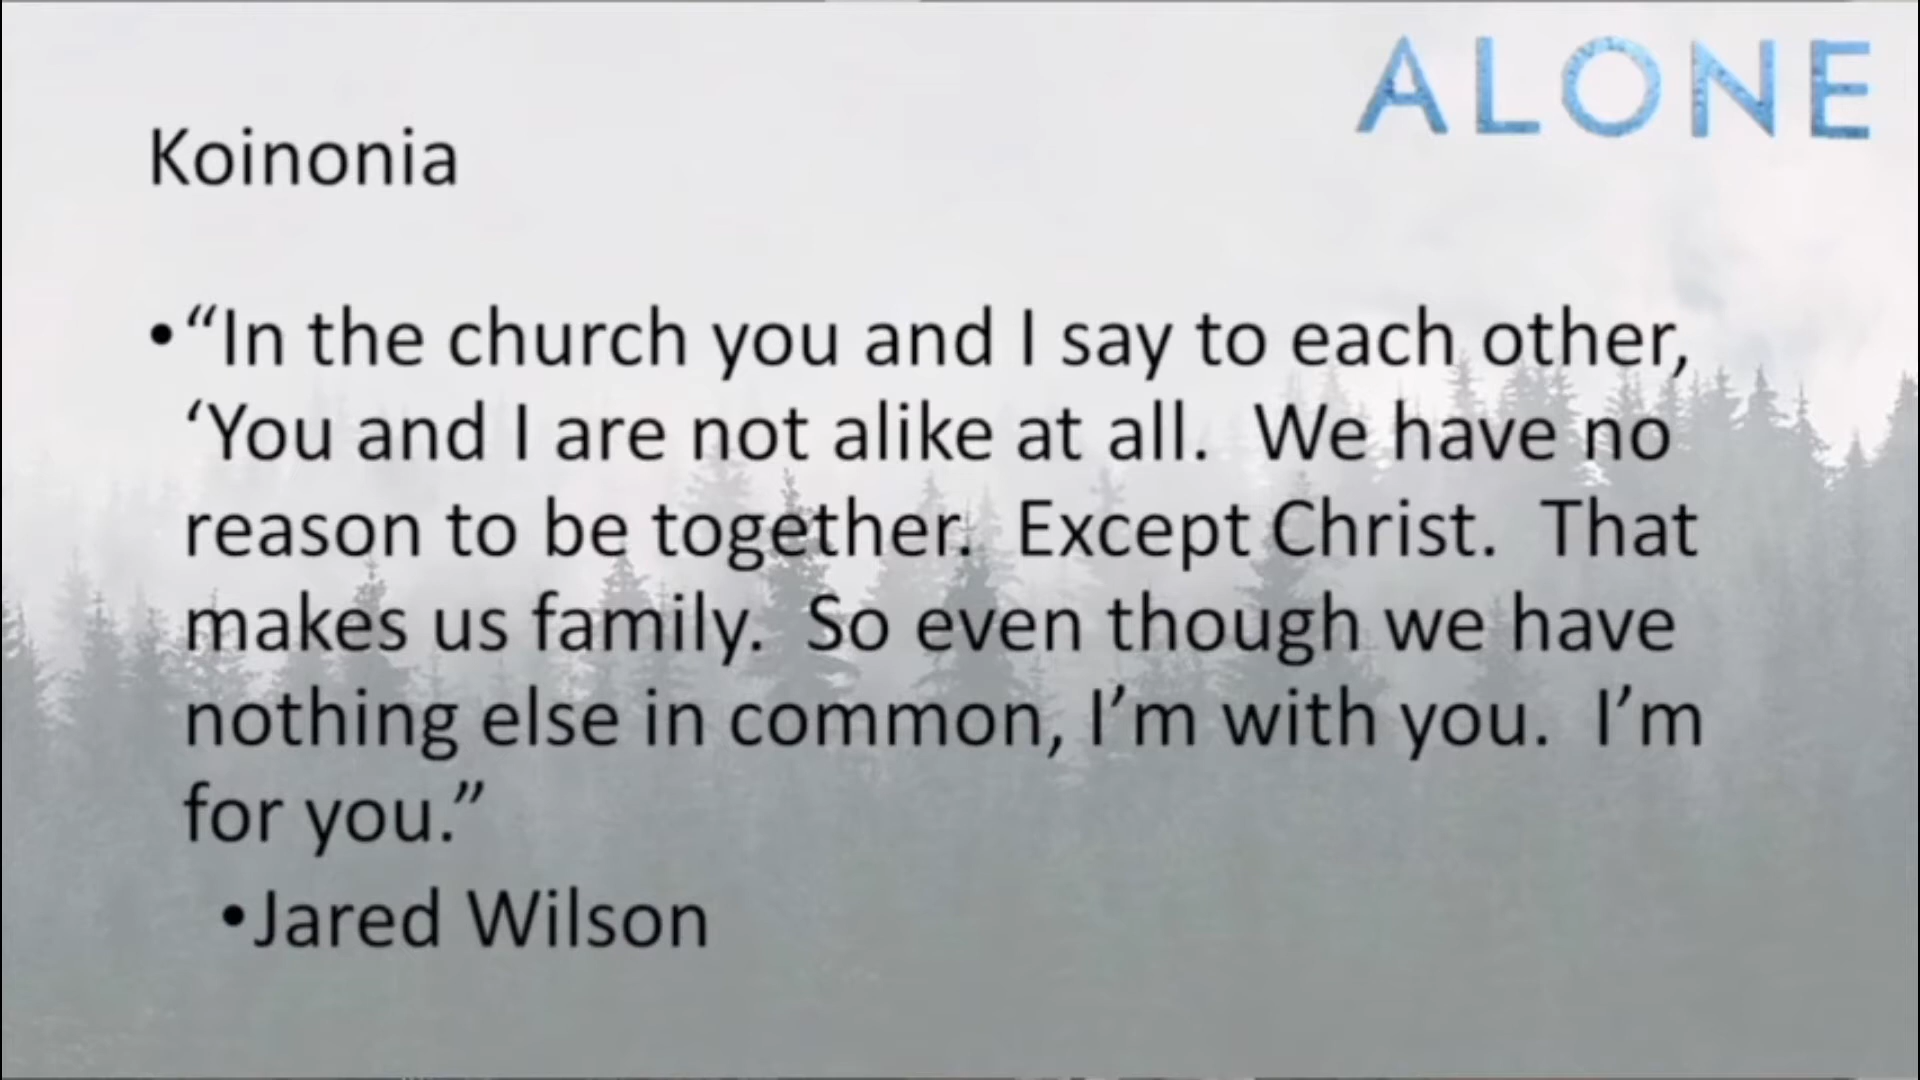 ALONE
Koinonia
•“In the church you and I say to each other,
‘You and I are not alike at all.  We have no
reason to be together.  Except Christ.  That
makes us family.  So even though we have
nothing else in common, I’m with you.  I’m
for you.”
•Jared Wilson